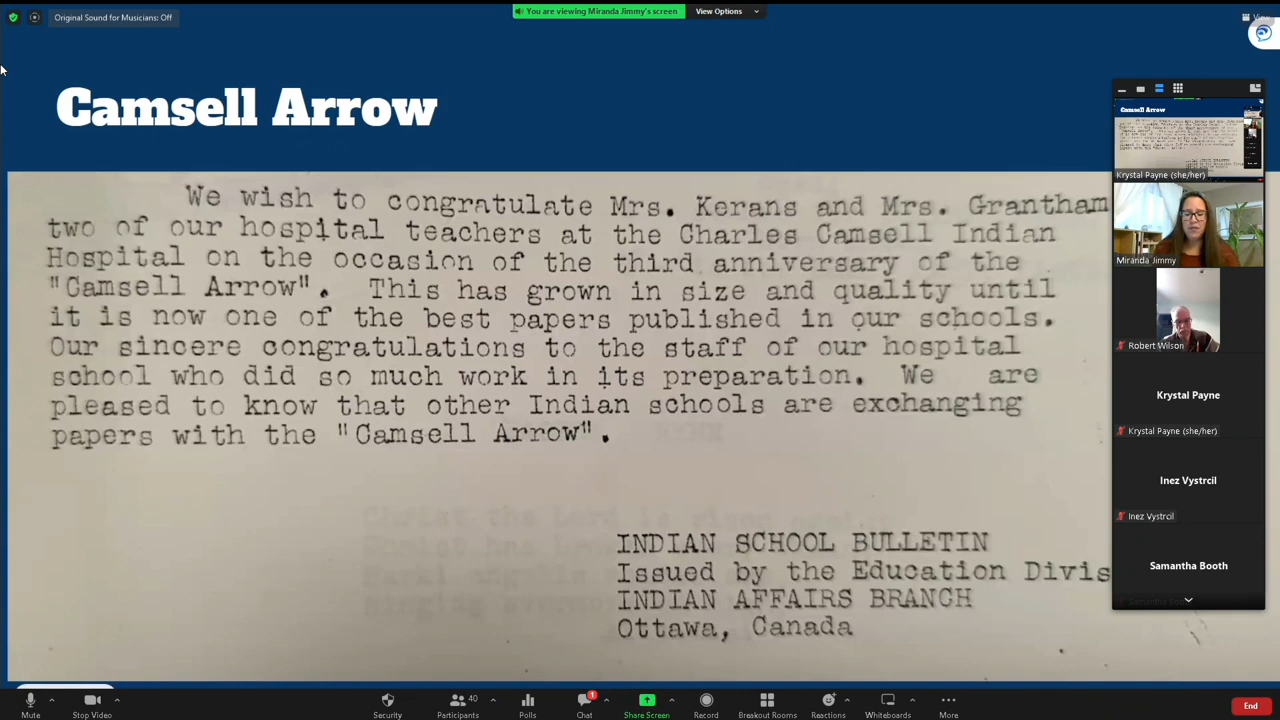 Original Sound for Musicians: Off
You are viewing Miranda Jimmy's screen
View Options
View
Camsell Arrow
We wish to congratulate Mrs. Kerans and Mrs. Grantham
two of our hospital teachers at the Charles Camsell Indian
Hospital on the occasion of the third anniversary of the
"Camsell Arrow". This has grown in size and quality until
it is now one of the best papers published in our schools.
Our sincere congratulations to the staff of our hospital
school who did so much work in its preparation. We are
pleased to know that other Indian schools are exchanging
papers with the "Camsell Arrow".
INDIAN SCHOOL BULLETIN
Issued by the Education Divis
INDIAN AFFAIRS BRANCH
Ottawa, Canada
Camsell Arrow
Krystal Payne (she/her)
Miranda Jimmy
Robert Wilson
Krystal Payne
Krystal Payne (she/her)
Inez Vystrcil
Inez Vystrcil
Samantha Booth
Mute
Stop Video
Security
Participants
40
Polls
Chat
1
Share Screen
Record
Breakout Rooms
Reactions
Whiteboards
More
End